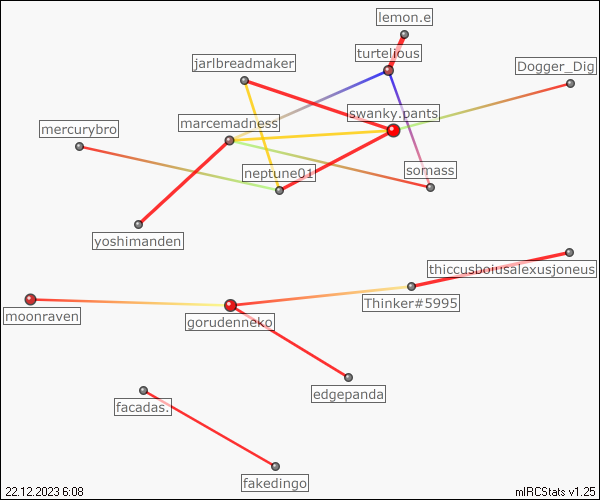 lemon.e
turtelious
jarlbreadmaker
Dogger_Dig
swanky.pants
marcemadness
mercurybro
neptune01
somass
yoshimanden
thiccusboiusalexusjoneus
Thinker#5995
moonraven
gorudenneko
edgepanda
facadas.
fakedingo
22.12.2023 6:08
mIRCStats v1.25